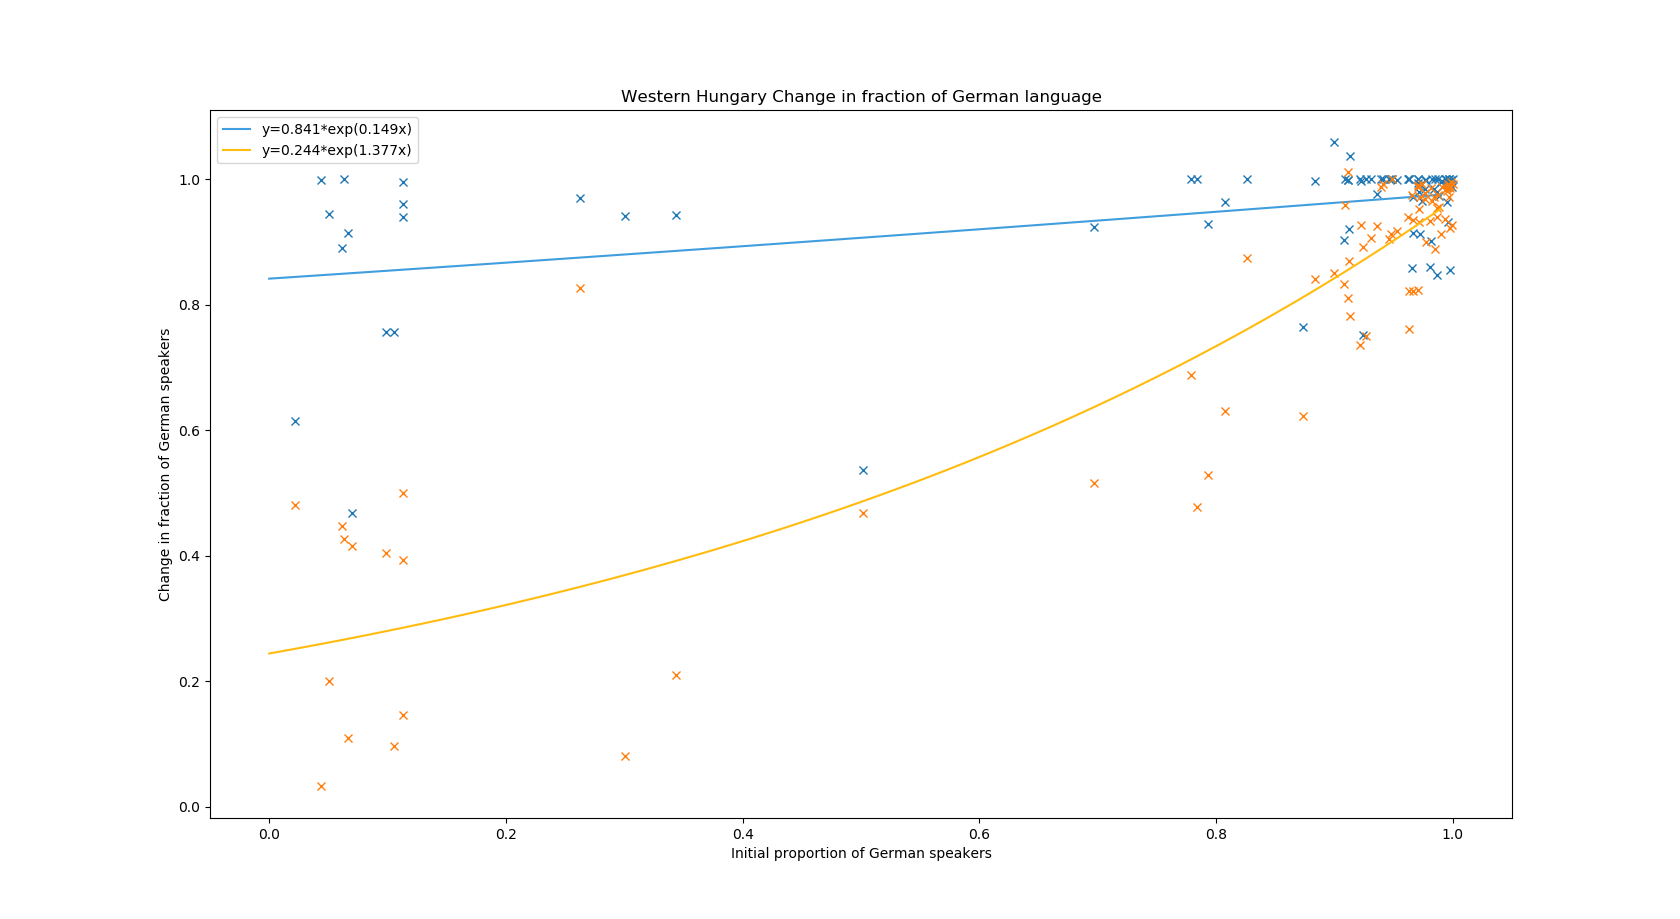 Western Hungary Change in fraction of German language
y=0.841*exp(0.149x)
y=0.244*exp(1.377x)
1.0
0.8
0.6
0.4
0.2
0.0
Change in fraction of German speakers
0.0 0.2 0.4 0.6 0.8 1.0
Initial proportion of German speakers